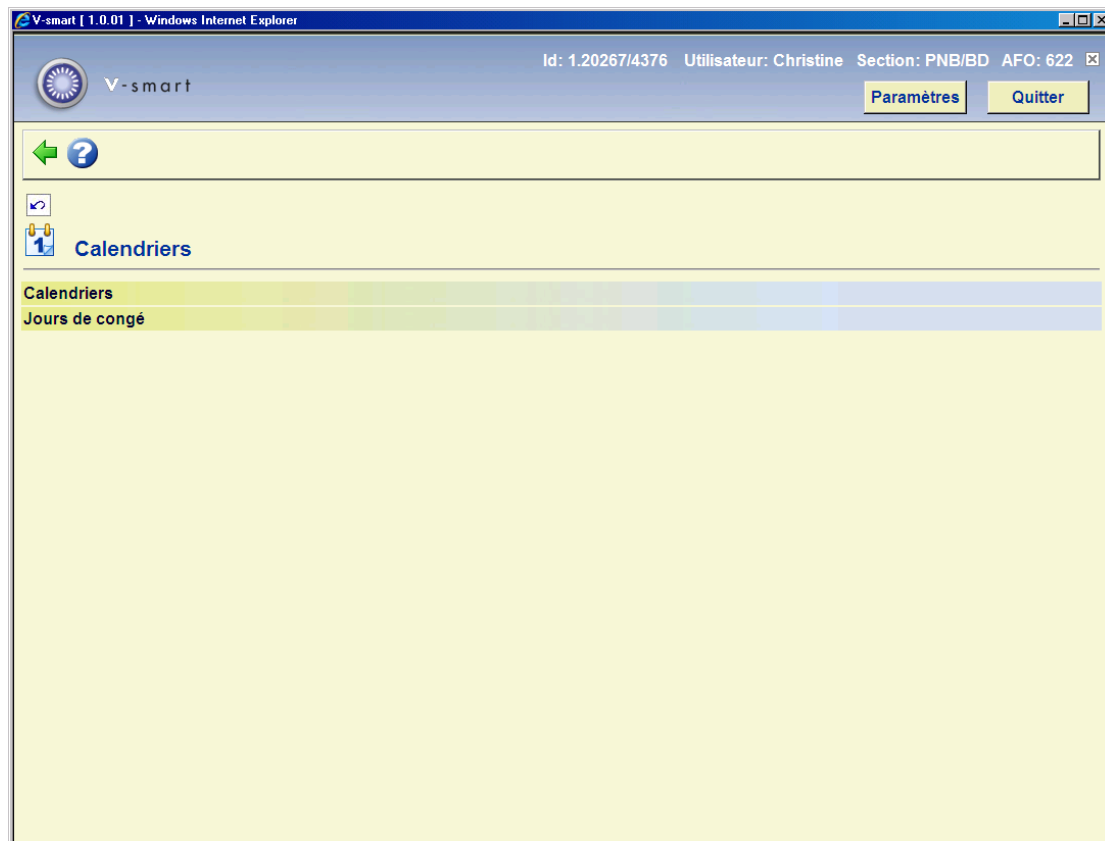 V-smart [ 1.0.01 ] - Windows Internet Explorer
Id: 1.20267/4376 Utilisateur: Christine Section: PNB/BD AFO: 622
V-smart
Paramètres Quitter
1
Calendriers
Calendriers
Jours de congé